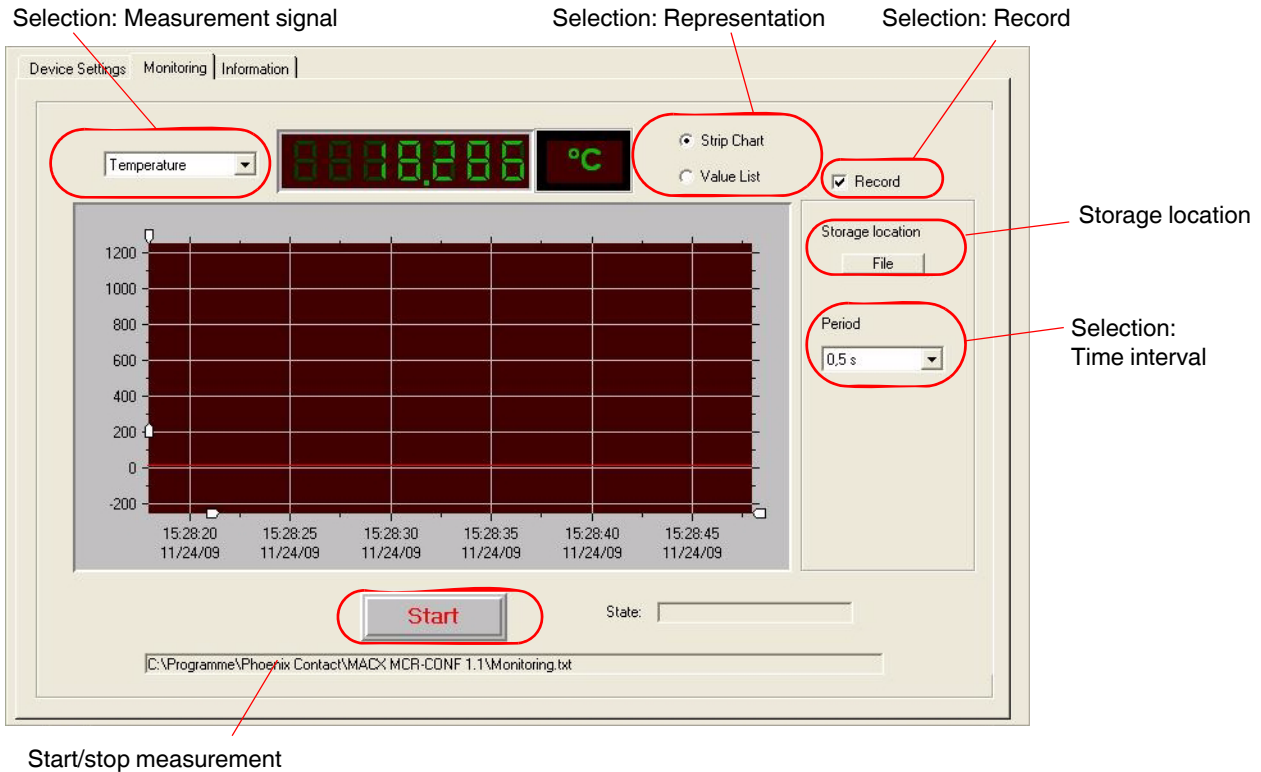 Selection: Measurement signal
Selection: Representation
Selection: Record
Device Settings
Monitoring
Information
Temperature
18.286
°C
Strip Chart
Value List
Record
Storage location
Storage location
File
1200
1000
800
600
400
200
0
-200
Period
0,5 s
Selection:
Time interval
15:28:20 15:28:25 15:28:30 15:28:35 15:28:40 15:28:45
11/24/09 11/24/09 11/24/09 11/24/09 11/24/09 11/24/09
Start
State:
C:\Programme\Phoenix Contact\MACX MCR-CONF 1.1\Monitoring.txt
Start/stop measurement